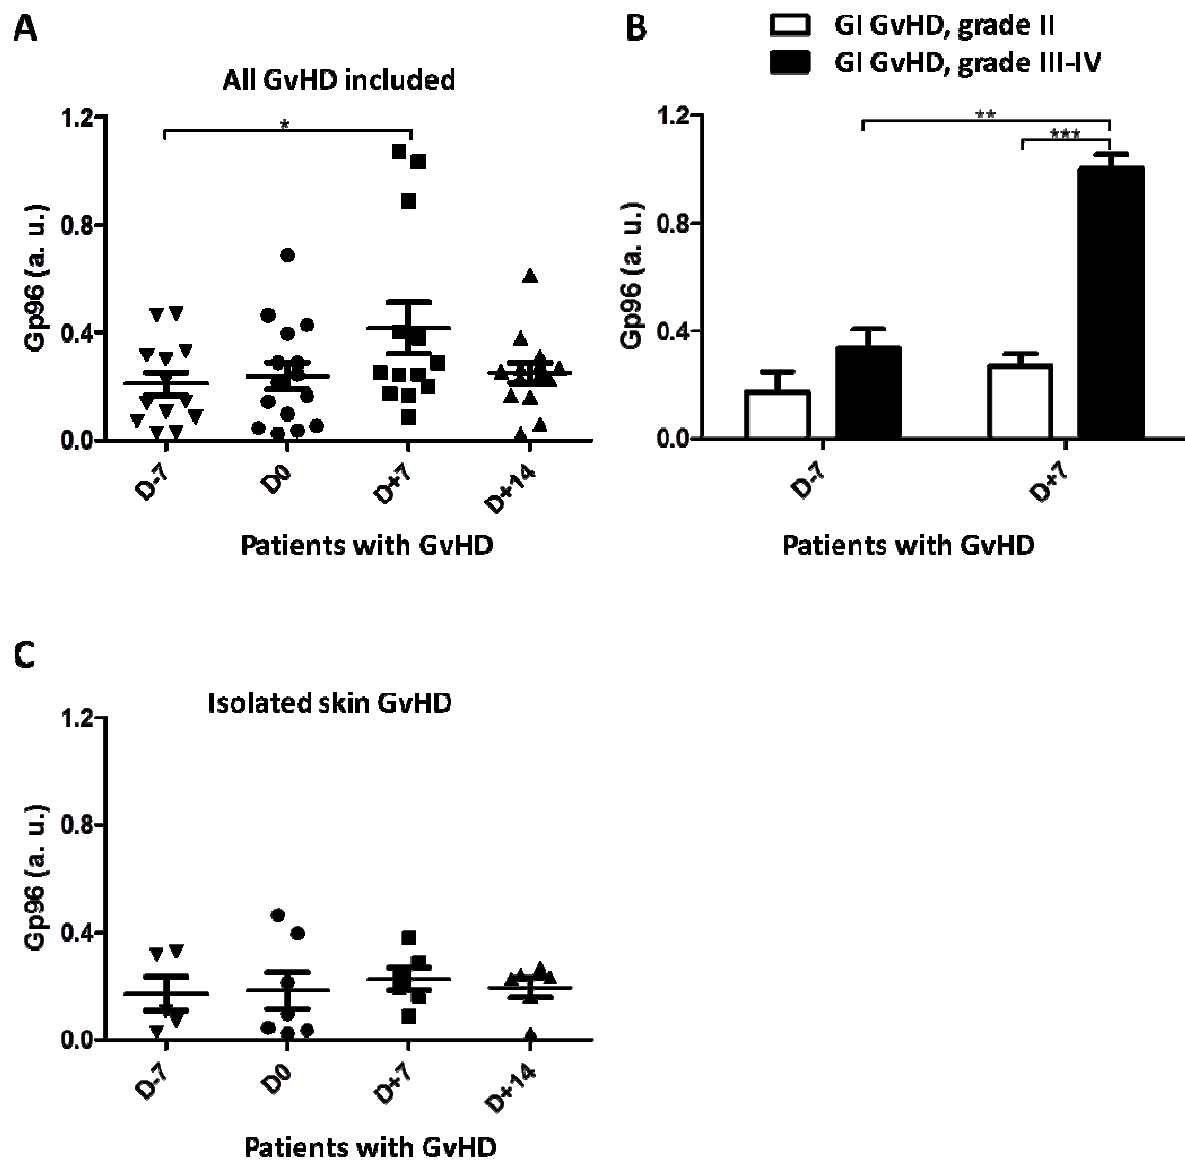 A
All GvHD included
*
1.2
0.8
0.4
0.0
Gp96 (a. u.)
D-7
D0
D+7
D+14
Patients with GvHD
B
GI GvHD, grade II
GI GvHD, grade III-IV
**
***
1.2
0.8
0.4
0.0
Gp96 (a. u.)
D-7
D+7
Patients with GvHD
C
Isolated skin GvHD
1.2
0.8
0.4
0.0
Gp96 (a. u.)
D-7
D0
D+7
D+14
Patients with GvHD